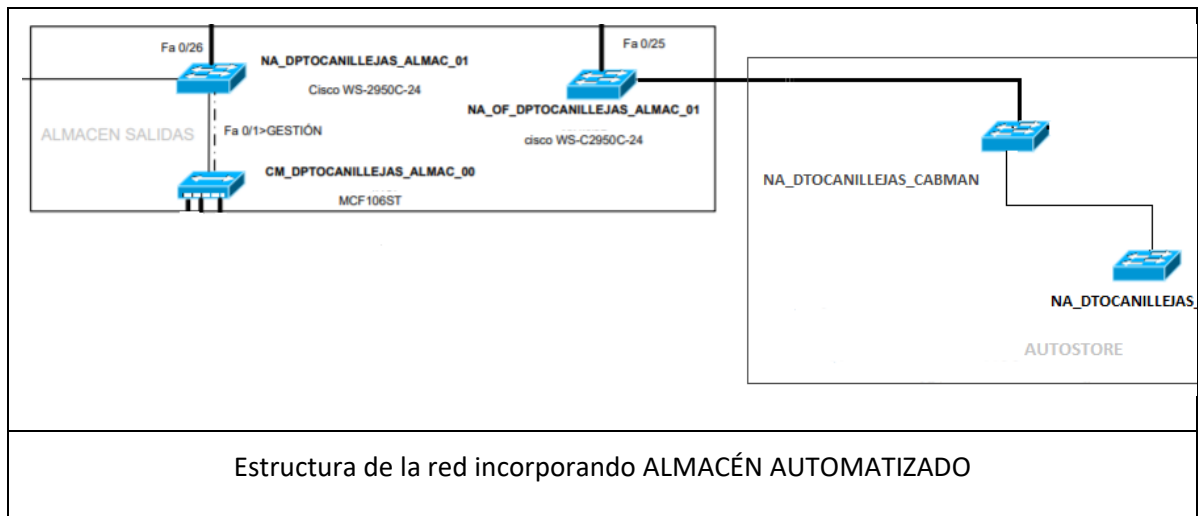 Fa 0/26
NA_DPTOCANILLEJAS_ALMAC_01
Cisco WS-2950C-24
ALMACEN SALIDAS
Fa 0/1>GESTIÓN
CM_DPTOCANILLEJAS_ALMAC_00
MCF106ST
Fa 0/25
NA_OF_DPTOCANILLEJAS_ALMAC_01
cisco WS-C2950C-24
NA_DTOCANILLEJAS_CABMAN
NA_DTOCANILLEJAS_
AUTOSTORE
Estructura de la red incorporando ALMACÉN AUTOMATIZADO